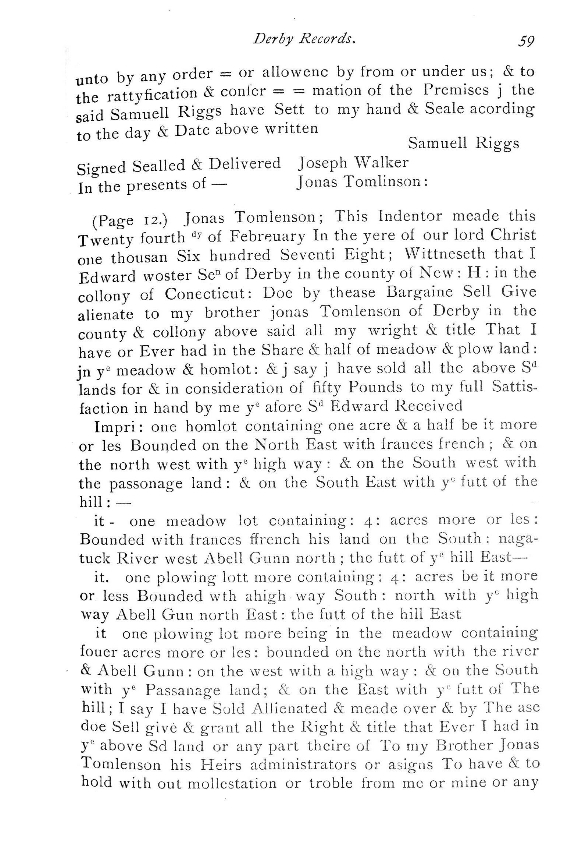 Derby Records. 59
unto by any order = or allowenc by from or under us; & to
the rattyfication & confer = = mation of the Premises j the
said Samuell Riggs have Sett to my hand & Seale acording
to the day & Date above written
Samuell Riggs
Signed Sealled & Delivered Joseph Walker
In the presents of — Jonas Tomlinson:
(Page 12.) Jonas Tomlenson; This Indentor meade this
Twenty fourth dy of Febreuary In the yere of our lord Christ
one thousan Six hundred Seventi Eight; Wittneseth that I
Edward woster Sen of Derby in the county of New: H: in the
collony of Conecticut: Doe by thease Bargaine Sell Give
alienate to my brother jonas Tomlenson of Derby in the
county & collony above said all my wright & title That I
have or Ever had in the Share & half of meadow & plow land:
jn ye meadow & homlot: & j say j have sold all the above Sd
lands for & in consideration of fifty Pounds to my full Sattis-
faction in hand by me ye afore Sd Edward Received
Impri: one homlot containing one acre & a half be it more
or les Bounded on the North East with frances french; & on
the north west with ye high way: & on the South west with
the passonage land: & on the South East with ye futt of the
hill: —
it - one meadow lot containing: 4: acres more or les:
Bounded with frances ffrench his land on the South: naga-
tuck River west Abell Gunn north; the futt of ye hill East—
it. one plowing lott more containing: 4: acres be it more
or less Bounded wth ahigh way South: north with ye high
way Abell Gun north East: the futt of the hill East
it one plowing lot more being in the meadow containing
fouer acres more or les: bounded on the north with the river
& Abell Gunn: on the west with a high way: & on the South
with ye Passanage land; & on the East with ye futt of The
hill; I say I have Sold Allienated & meade over & by The ase
doe Sell give & grant all the Right & title that Ever I had in
ye above Sd land or any part theire of To my Brother Jonas
Tomlenson his Heirs administrators or asigns To have & to
hold with out mollestation or troble from me or mine or any